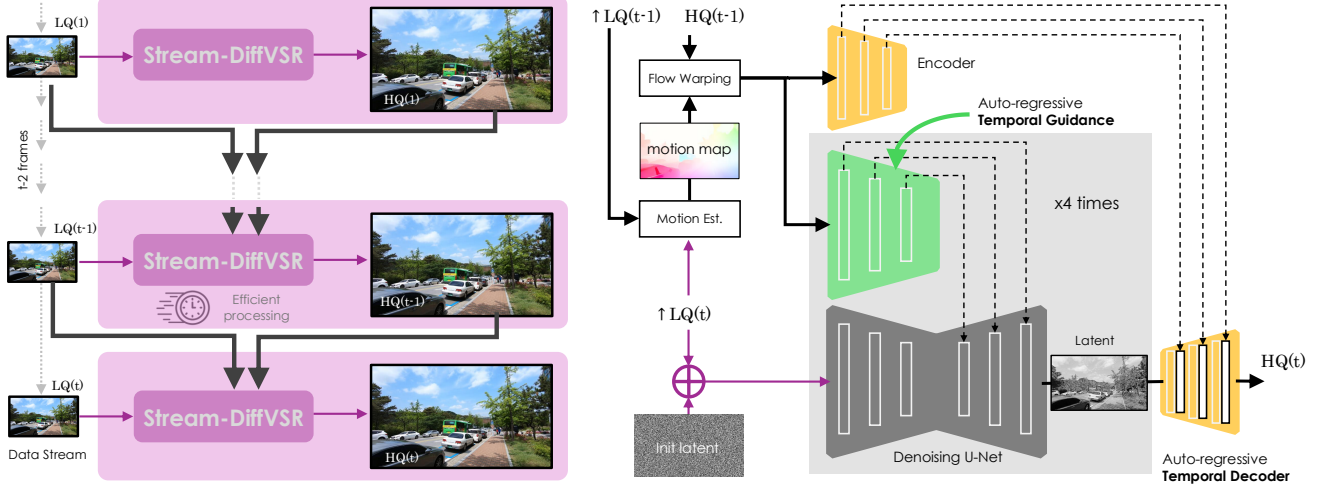 LQ(1)
Stream-DiffVSR
HQ(1)
t-2 frames
LQ(t-1)
Stream-DiffVSR
HQ(t-1)
Efficient
processing
LQ(t)
Stream-DiffVSR
HQ(t)
Data Stream
↑LQ(t-1)
HQ(t-1)
Flow Warping
motion map
Motion Est.
↑LQ(t)
Init latent
Encoder
Auto-regressive
Temporal Guidance
x4 times
Denoising U-Net
Latent
HQ(t)
Auto-regressive
Temporal Decoder